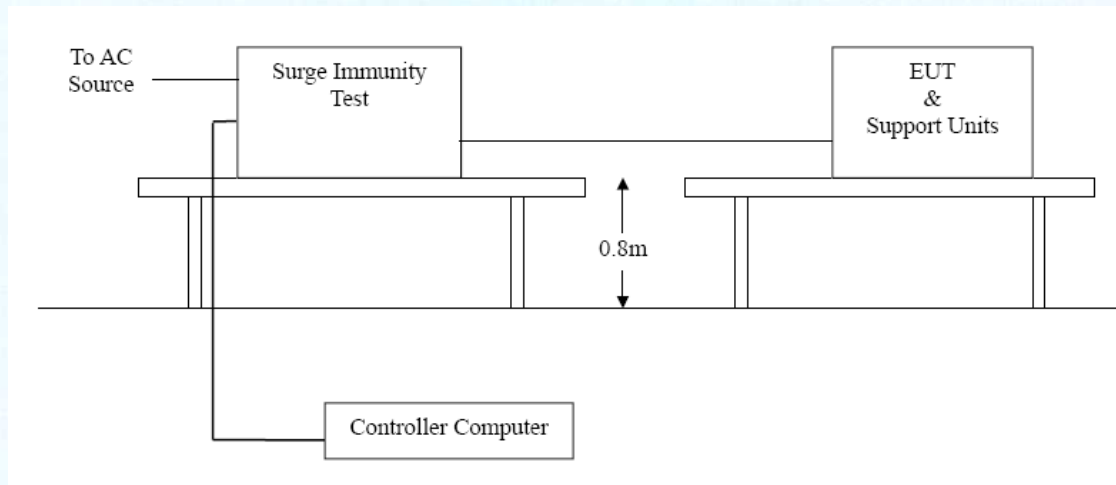 To AC
Source
Surge Immunity
Test
EUT
&
Support Units
0.8m
Controller Computer